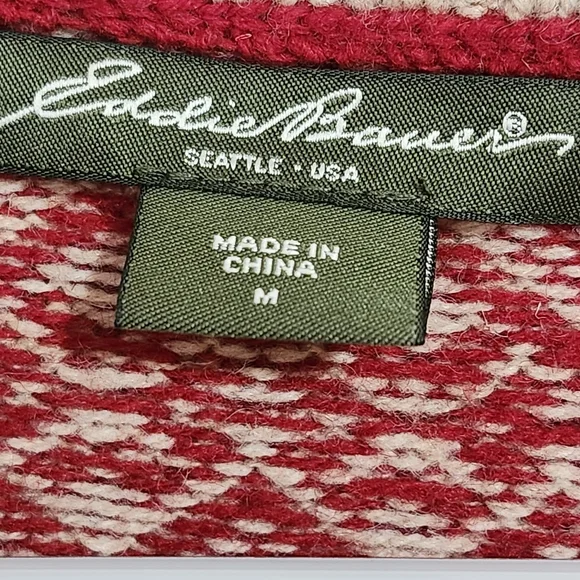 Eddie Bauer®
SEATTLE · USA
MADE IN
CHINA
M